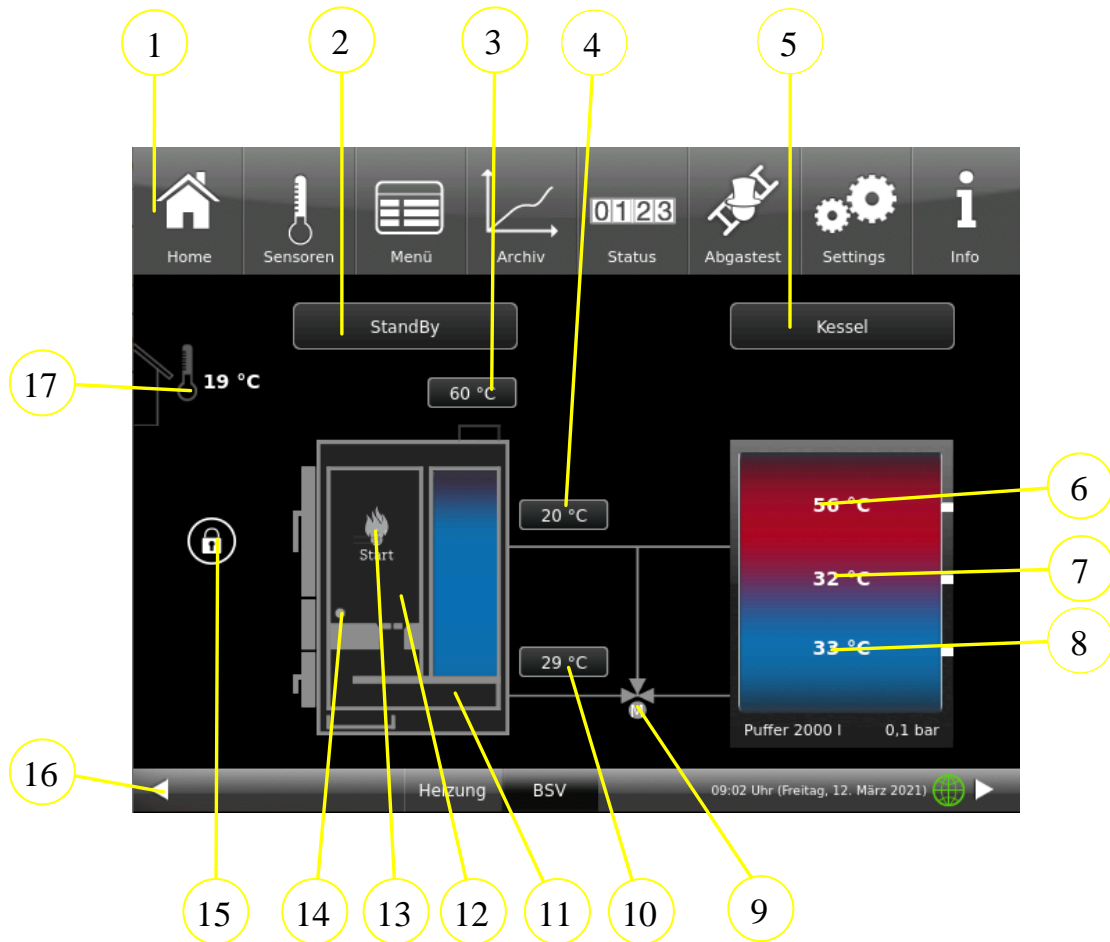 1 2 3 4 5
0123
Home Sensoren Menü Archiv Status Abgastest Settings Info
StandBy Kessel
17 19 °C
60 °C
56 °C 6
20 °C
Start
32 °C 7
33 °C 8
29 °C
M
Puffer 2000 l 0,1 bar
16
Heizung BSV 09:02 Uhr (Freitag, 12. März 2021)
15 14 13 12 11 10 9